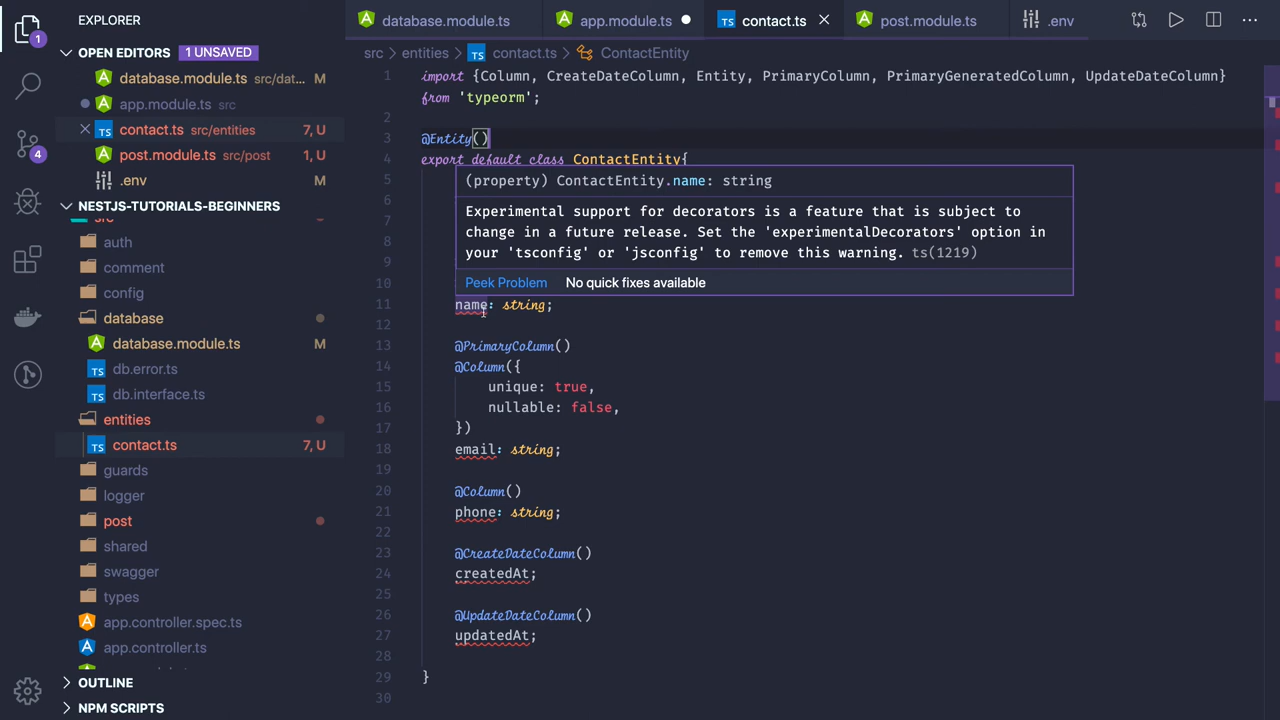 EXPLORER
OPEN EDITORS 1 UNSAVED
database.module.ts src/dat... M
app.module.ts src
contact.ts src/entities 7, U
post.module.ts src/post 1, U
.env M
NESTJS-TUTORIALS-BEGINNERS
src
auth
comment
config
database
database.module.ts M
db.error.ts
db.interface.ts
entities
contact.ts 7, U
guards
logger
post
shared
swagger
types
app.controller.spec.ts
app.controller.ts
OUTLINE
NPM SCRIPTS
1
4
database.module.ts
app.module.ts
TS contact.ts
post.module.ts
.env
src > entities > TS contact.ts > ContactEntity
1 import {Column, CreateDateColumn, Entity, PrimaryColumn, PrimaryGeneratedColumn, UpdateDateColumn}
from 'typeorm';
2
3 @Entity()
4 export default class ContactEntity{
5
(property) ContactEntity.name: string
6
Experimental support for decorators is a feature that is subject to
7
change in a future release. Set the 'experimentalDecorators' option in
8
your 'tsconfig' or 'jsconfig' to remove this warning. ts(1219)
9
10
Peek Problem No quick fixes available
11 name: string;
12
13 @PrimaryColumn()
14 @Column({
15 unique: true,
16 nullable: false,
17 })
18 email: string;
19
20 @Column()
21 phone: string;
22
23 @CreateDateColumn()
24 createdAt;
25
26 @UpdateDateColumn()
27 updatedAt;
28
29 }
30